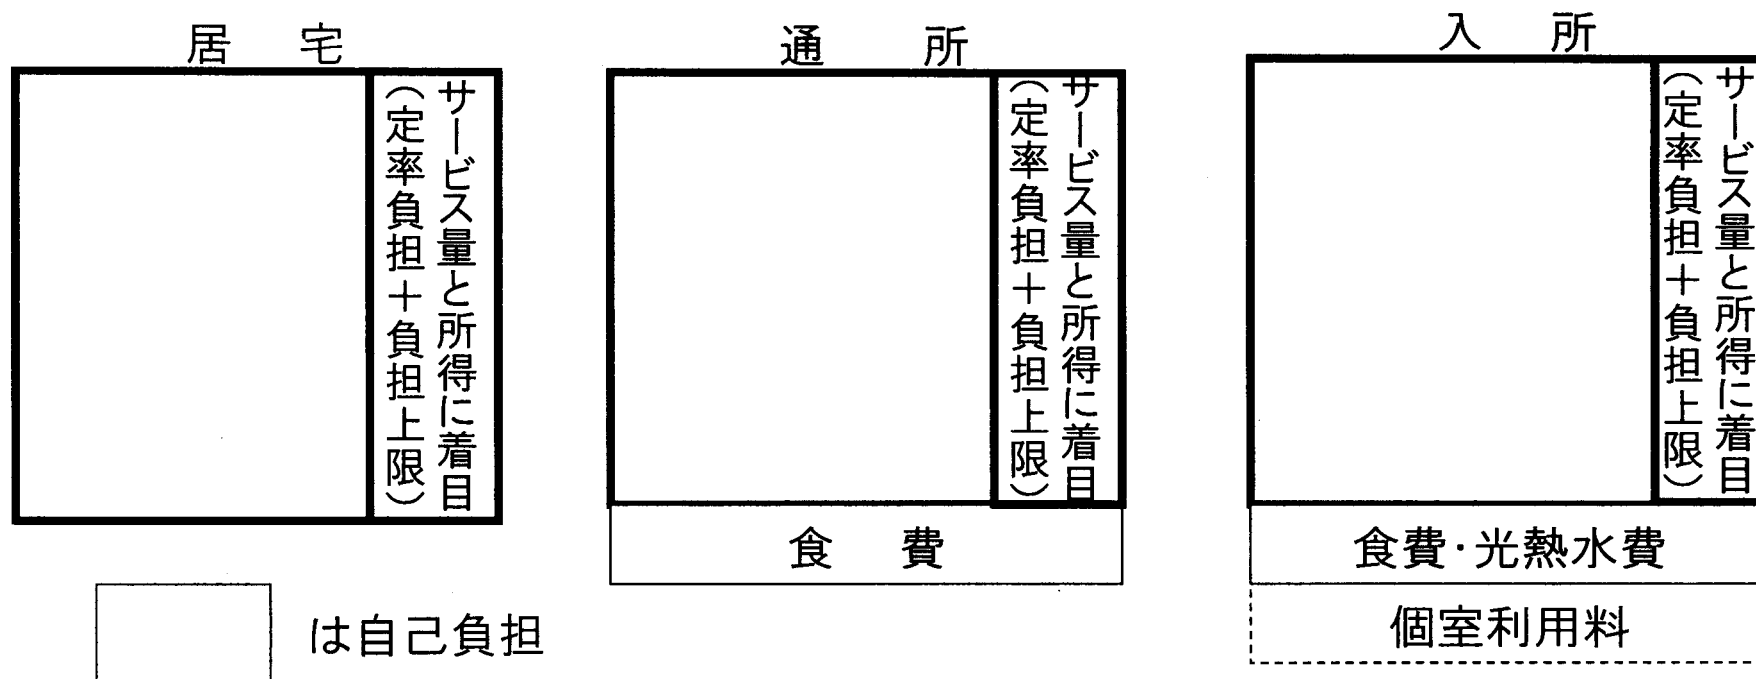 居宅
サービス量と所得に着目
（定率負担＋負担上限）
通所
サービス量と所得に着目
（定率負担＋負担上限）
食費
入所
サービス量と所得に着目
（定率負担＋負担上限）
食費・光熱水費
個室利用料
は自己負担